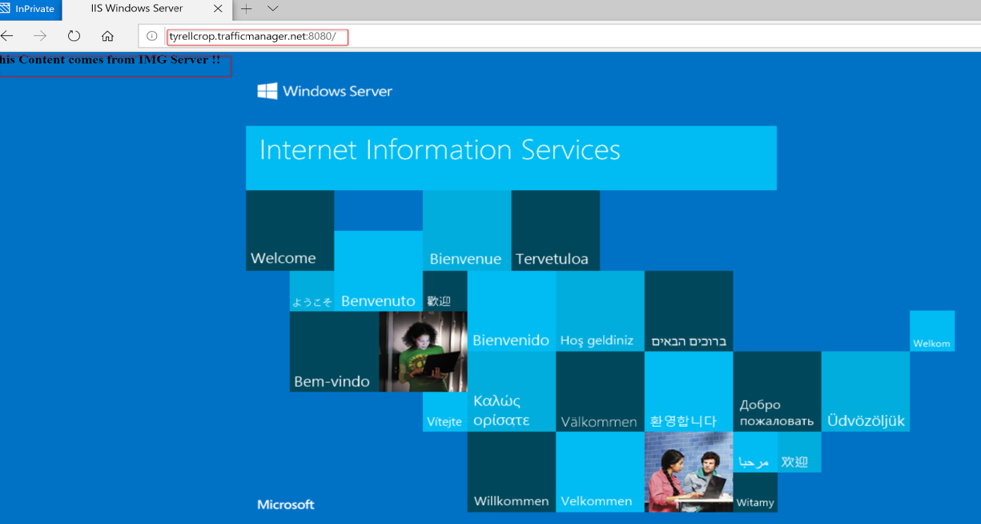 InPrivate
IIS Windows Server
tyrellcrop.trafficmanager.net:8080/
his Content comes from IMG Server !!
Windows Server
Internet Information Services
Welcome
Bienvenue
Tervetuloa
ようこそ
Benvenuto
歡迎
Bienvenido
Hoş geldiniz
ברוכים הבאים
Welkom
Bem-vindo
Vítejte
Καλώς
ορίσατε
Välkommen
환영합니다
Добро
пожаловать
Üdvözöljük
مرحبا
欢迎
Willkommen
Velkommen
Witamy
Microsoft